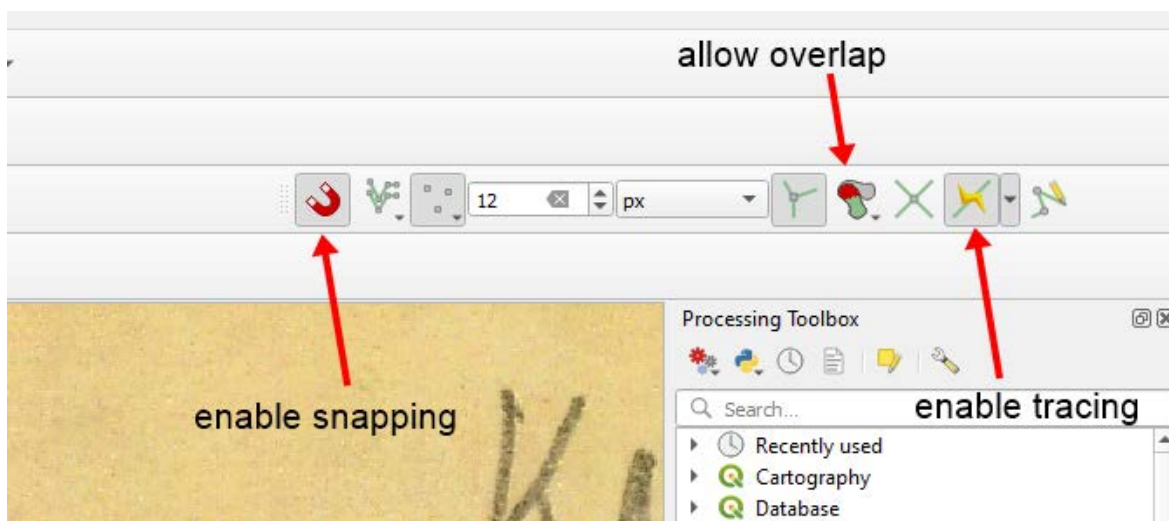 allow overlap
12 px
Processing Toolbox
enable snapping
Search... enable tracing
Recently used
Cartography
Database